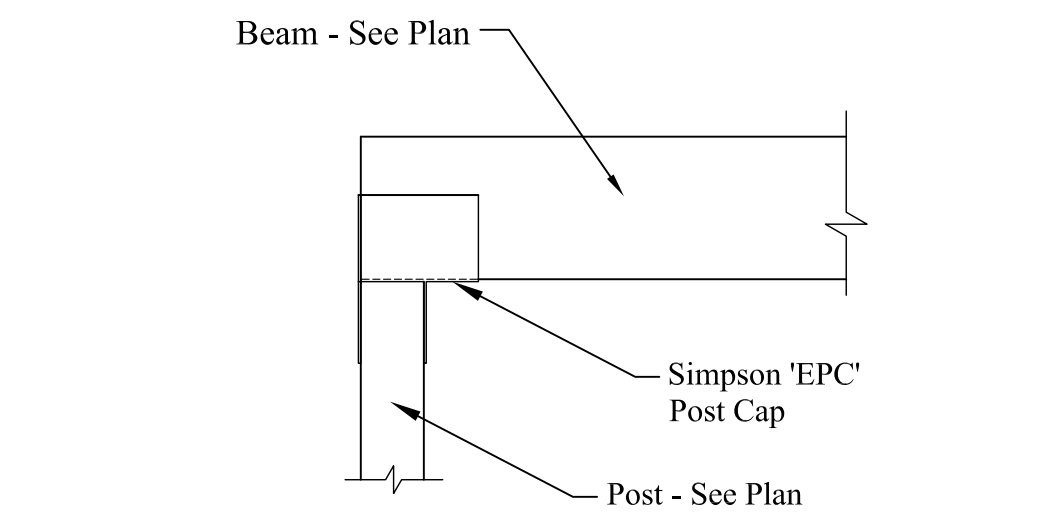 Beam - See Plan
Simpson 'EPC'
Post Cap
Post - See Plan